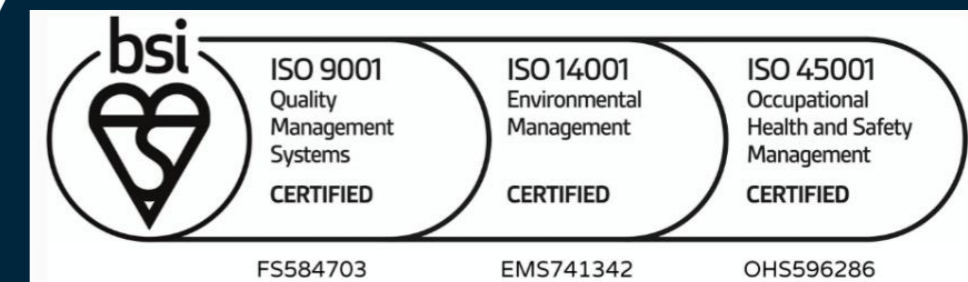 bsi
ISO 9001
Quality
Management
Systems
CERTIFIED
ISO 14001
Environmental
Management
CERTIFIED
ISO 45001
Occupational
Health and Safety
Management
CERTIFIED
FS584703
EMS741342
OHS596286